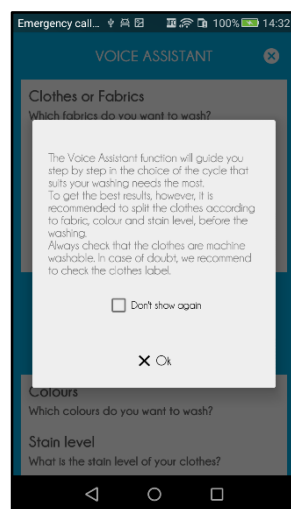 Emergency call... 100% 14:32
VOICE ASSISTANT
Clothes or Fabrics
Which fabrics do you want to wash?
The Voice Assistant function will guide you
step by step in the choice of the cycle that
suits your washing needs the most.
To get the best results, however, it is
recommended to split the clothes according
to fabric, colour and stain level, before the
washing.
Always check that the clothes are machine
washable. In case of doubt, we recommend
to check the clothes label.
Don't show again
Ok
Colours
Which colours do you want to wash?
Stain level
What is the stain level of your clothes?